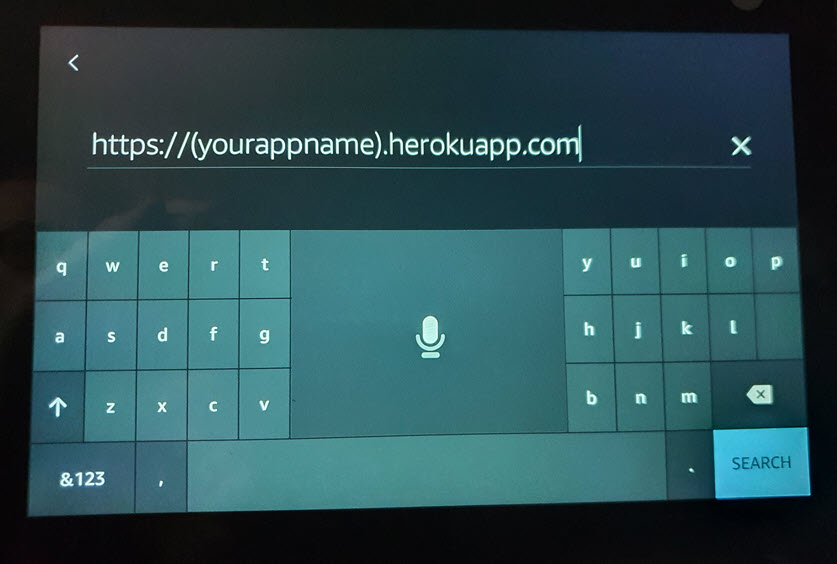 https://(yourappname).herokuapp.com
q w e r t y u i o p
a s d f g h j k l
z x c v b n m
&123 , . SEARCH